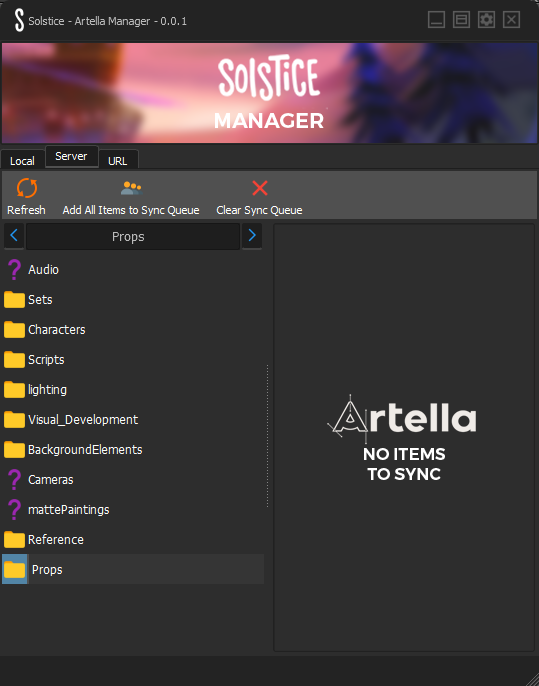 Solstice - Artella Manager - 0.0.1
SOLSTiCE
MANAGER
Local
Server
URL
Refresh
Add All Items to Sync Queue
Clear Sync Queue
Props
Audio
Sets
Characters
Scripts
lighting
Visual_Development
BackgroundElements
Cameras
mattePaintings
Reference
Props
Artella
NO ITEMS
TO SYNC